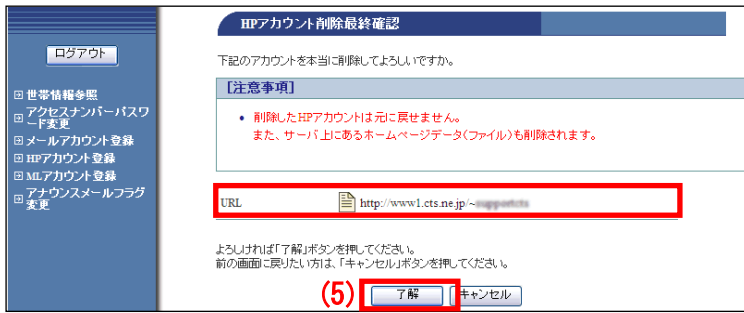 HPアカウント削除最終確認
ログアウト
下記のアカウントを本当に削除してよろしいですか。
[注意事項]
世帯情報参照
アクセスナンバーパスワ
ード変更
メールアカウント登録
HPアカウント登録
MLアカウント登録
アナウンスメールフラグ
変更
削除したHPアカウントは元に戻せません。
また、サーバ上にあるホームページデータ(ファイル)も削除されます。
URL http://www1.cts.ne.jp/~
よろしければ「了解」ボタンを押してください。
前の画面に戻りたい方は、「キャンセル」ボタンを押してください。
(5) 了解 キャンセル